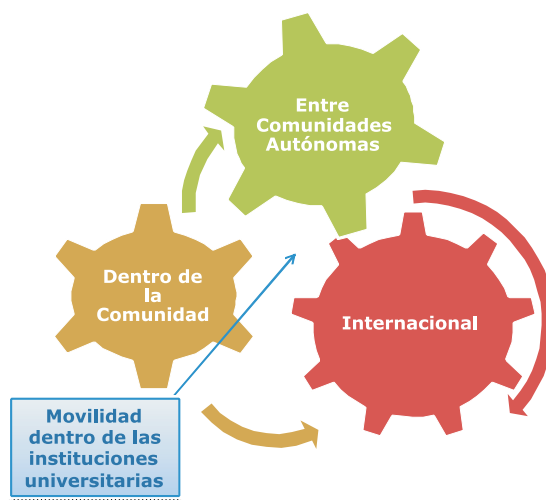 Entre
Comunidades
Autónomas
Dentro de
la
Comunidad
Internacional
Movilidad
dentro de las
instituciones
universitarias